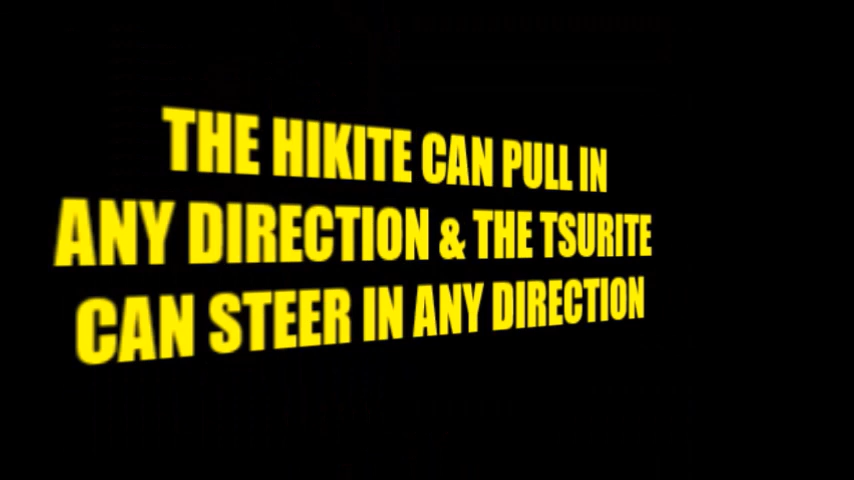 THE HIKITE CAN PULL IN
ANY DIRECTION & THE TSURITE
CAN STEER IN ANY DIRECTION